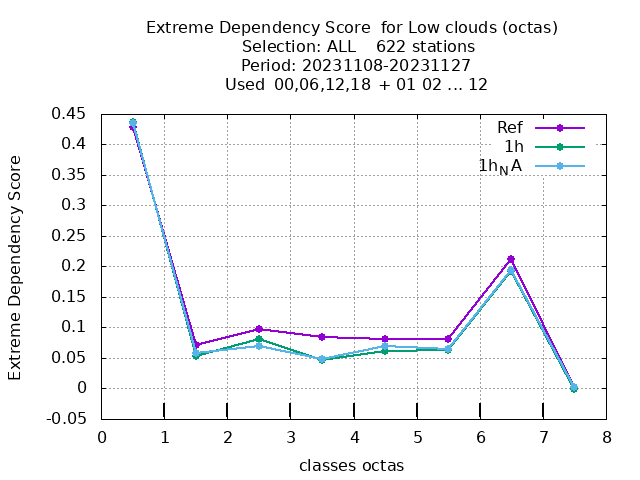 Extreme Dependency Score  for Low clouds (octas)
Selection: ALL    622 stations
Period: 20231108-20231127
Used  00,06,12,18  + 01 02 ... 12
Extreme Dependency Score
0.45
0.4
0.35
0.3
0.25
0.2
0.15
0.1
0.05
0
-0.05
Ref
1h
1h_NA
0 1 2 3 4 5 6 7 8
classes octas